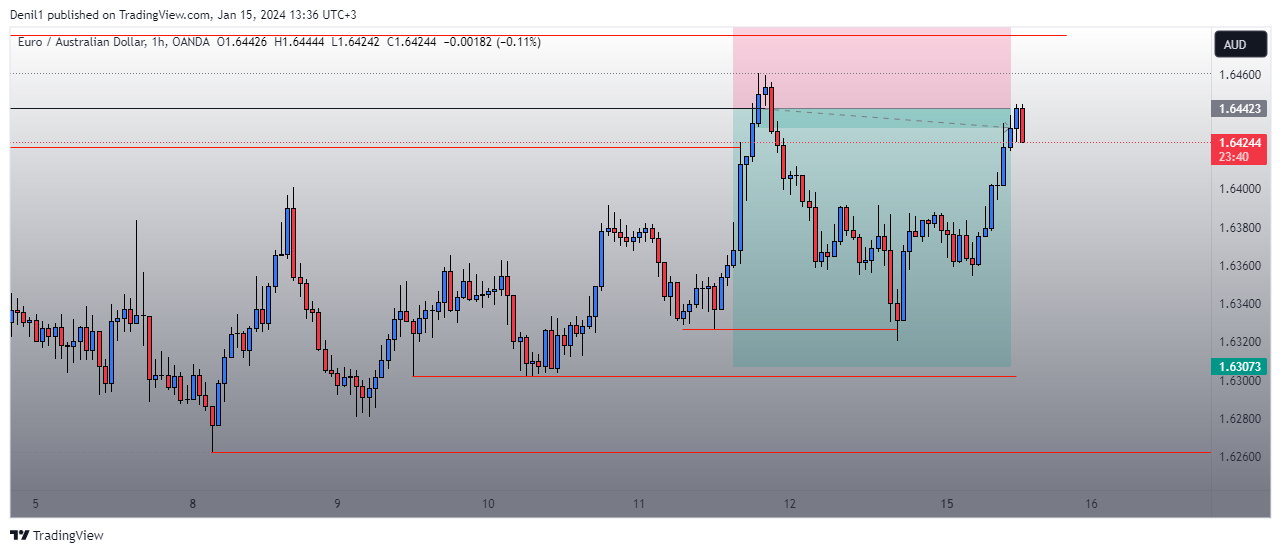 Denil1 published on TradingView.com, Jan 15, 2024 13:36 UTC+3
Euro / Australian Dollar, 1h, OANDA O1.64426 H1.64444 L1.64242 C1.64244 −0.00182 (−0.11%)
AUD
1.64600
1.64423
1.64244
23:40
1.64000
1.63800
1.63600
1.63400
1.63200
1.63073
1.63000
1.62800
1.62600
5 8 9 10 11 12 15 16
TradingView